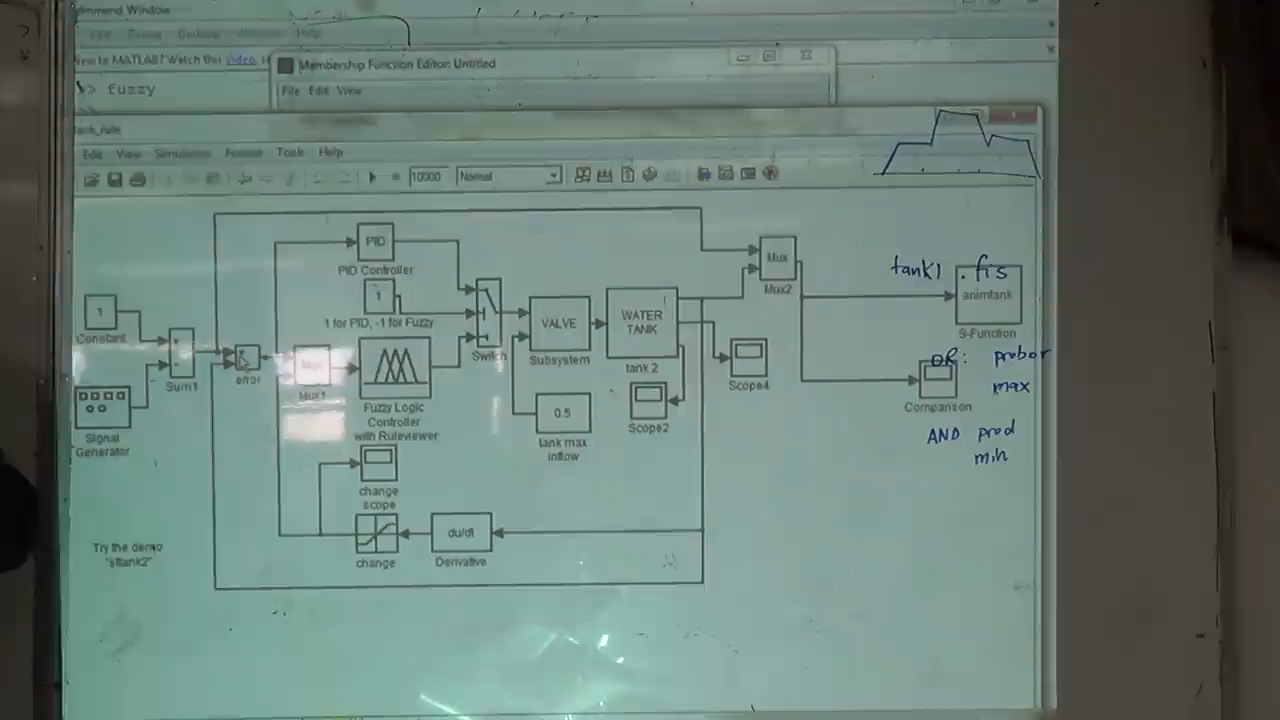 mmend Window
Help
New to MATLAB? Watch this Video,
>> fuzzy
Membership Function Editor: Untitled
File Edit View
tank_rule
Edit View Simulation Format Tools Help
10000 Normal
PID
PID Controller
1
1 for PID, -1 for Fuzzy
1
Constant
Sum1
Signal
Generator
error
Mux
Mux1
Fuzzy Logic
Controller
with Ruleviewer
Switch
VALVE
Subsystem
WATER
TANK
tank 2
0.5
tank max
inflow
Scope2
Scope4
Mux
Mux2
tank1 .fis
animtank
S-Function
OR: probor
max
Comparison
AND prod
min
change
scope
change
du/dt
Derivative
Try the demo
"sltank2"